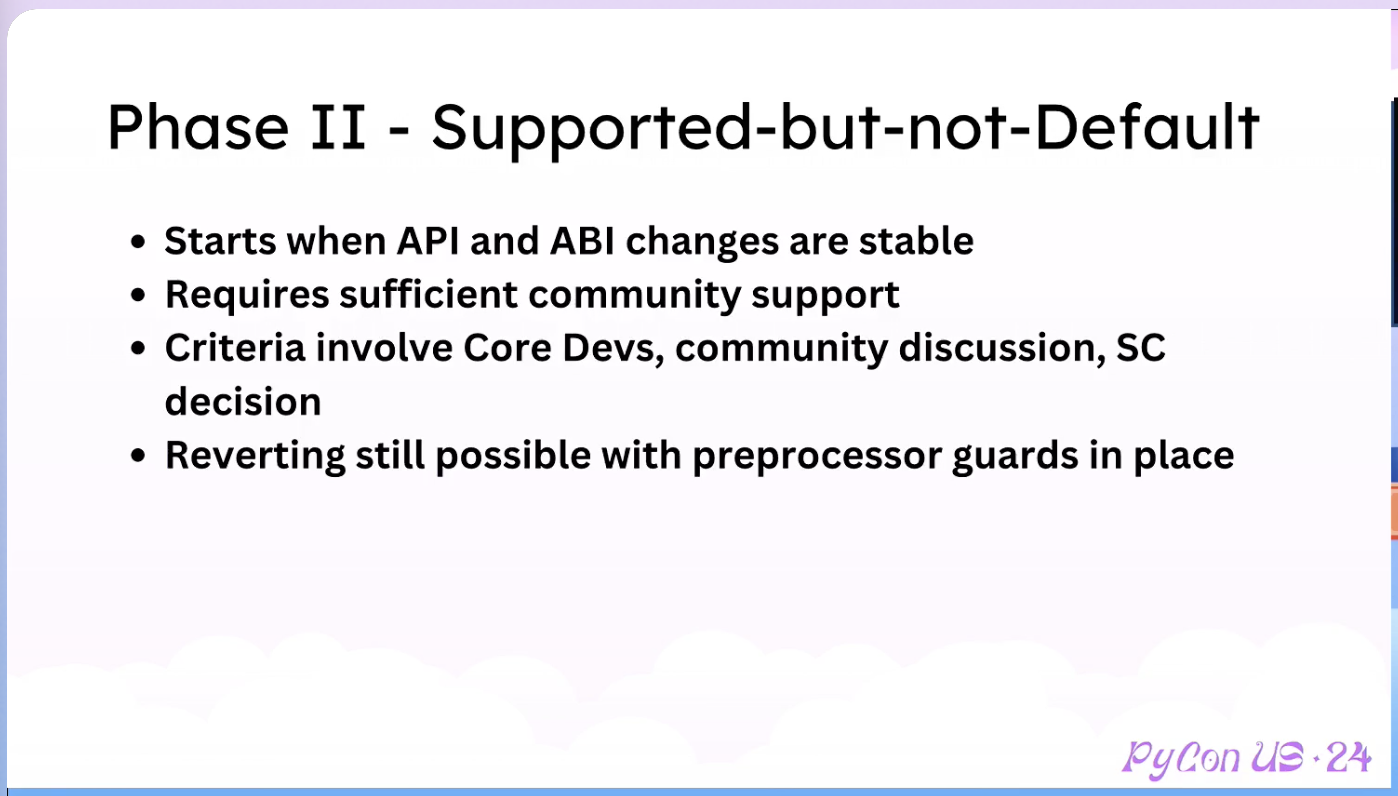 Phase II - Supported-but-not-Default
• Starts when API and ABI changes are stable
• Requires sufficient community support
• Criteria involve Core Devs, community discussion, SC
decision
• Reverting still possible with preprocessor guards in place
PyCon US · 24